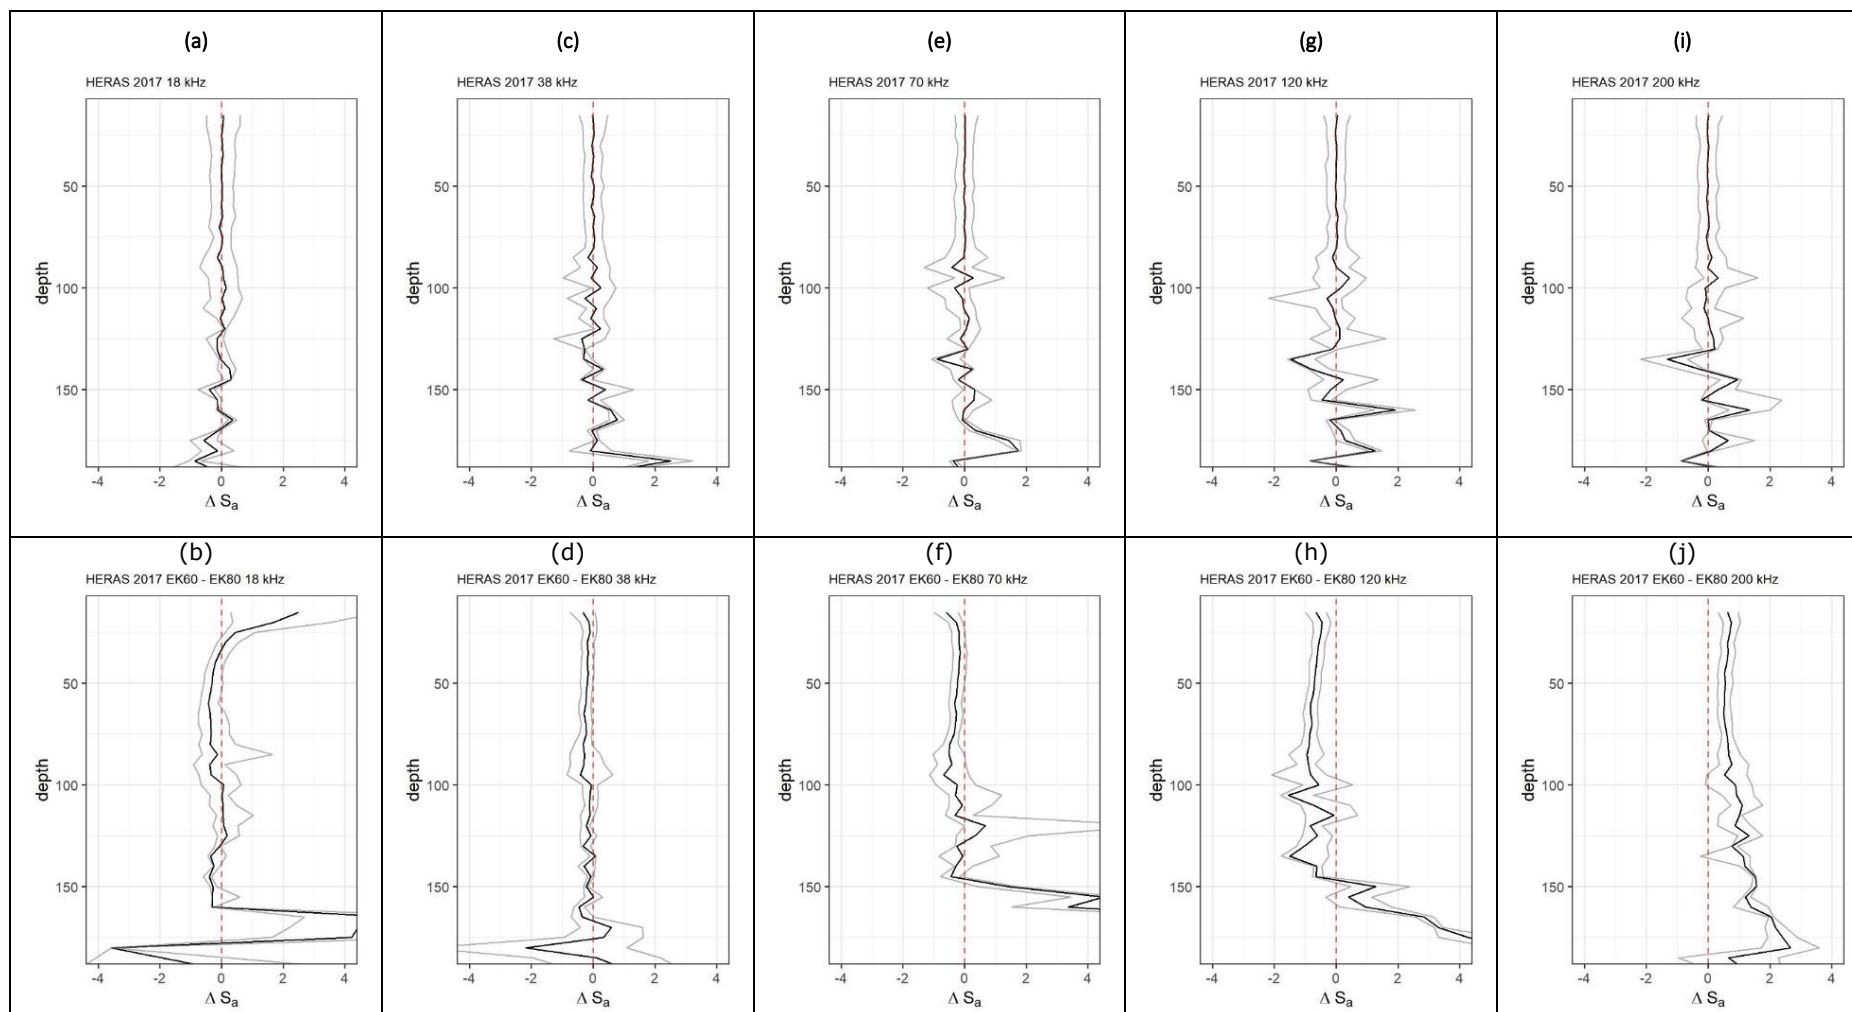 (a) (c) (e) (g) (i)
HERAS 2017 18 kHz HERAS 2017 38 kHz HERAS 2017 70 kHz HERAS 2017 120 kHz HERAS 2017 200 kHz
50 50 50 50 50
depth depth depth depth depth
100 100 100 100 100
150 150 150 150 150
-4 -2 0 2 4 -4 -2 0 2 4 -4 -2 0 2 4 -4 -2 0 2 4 -4 -2 0 2 4
Δ Sa Δ Sa Δ Sa Δ Sa Δ Sa
(b) (d) (f) (h) (j)
HERAS 2017 EK60 - EK80 18 kHz HERAS 2017 EK60 - EK80 38 kHz HERAS 2017 EK60 - EK80 70 kHz HERAS 2017 EK60 - EK80 120 kHz HERAS 2017 EK60 - EK80 200 kHz
50 50 50 50 50
depth depth depth depth depth
100 100 100 100 100
150 150 150 150 150
-4 -2 0 2 4 -4 -2 0 2 4 -4 -2 0 2 4 -4 -2 0 2 4 -4 -2 0 2 4
Δ Sa Δ Sa Δ Sa Δ Sa Δ Sa